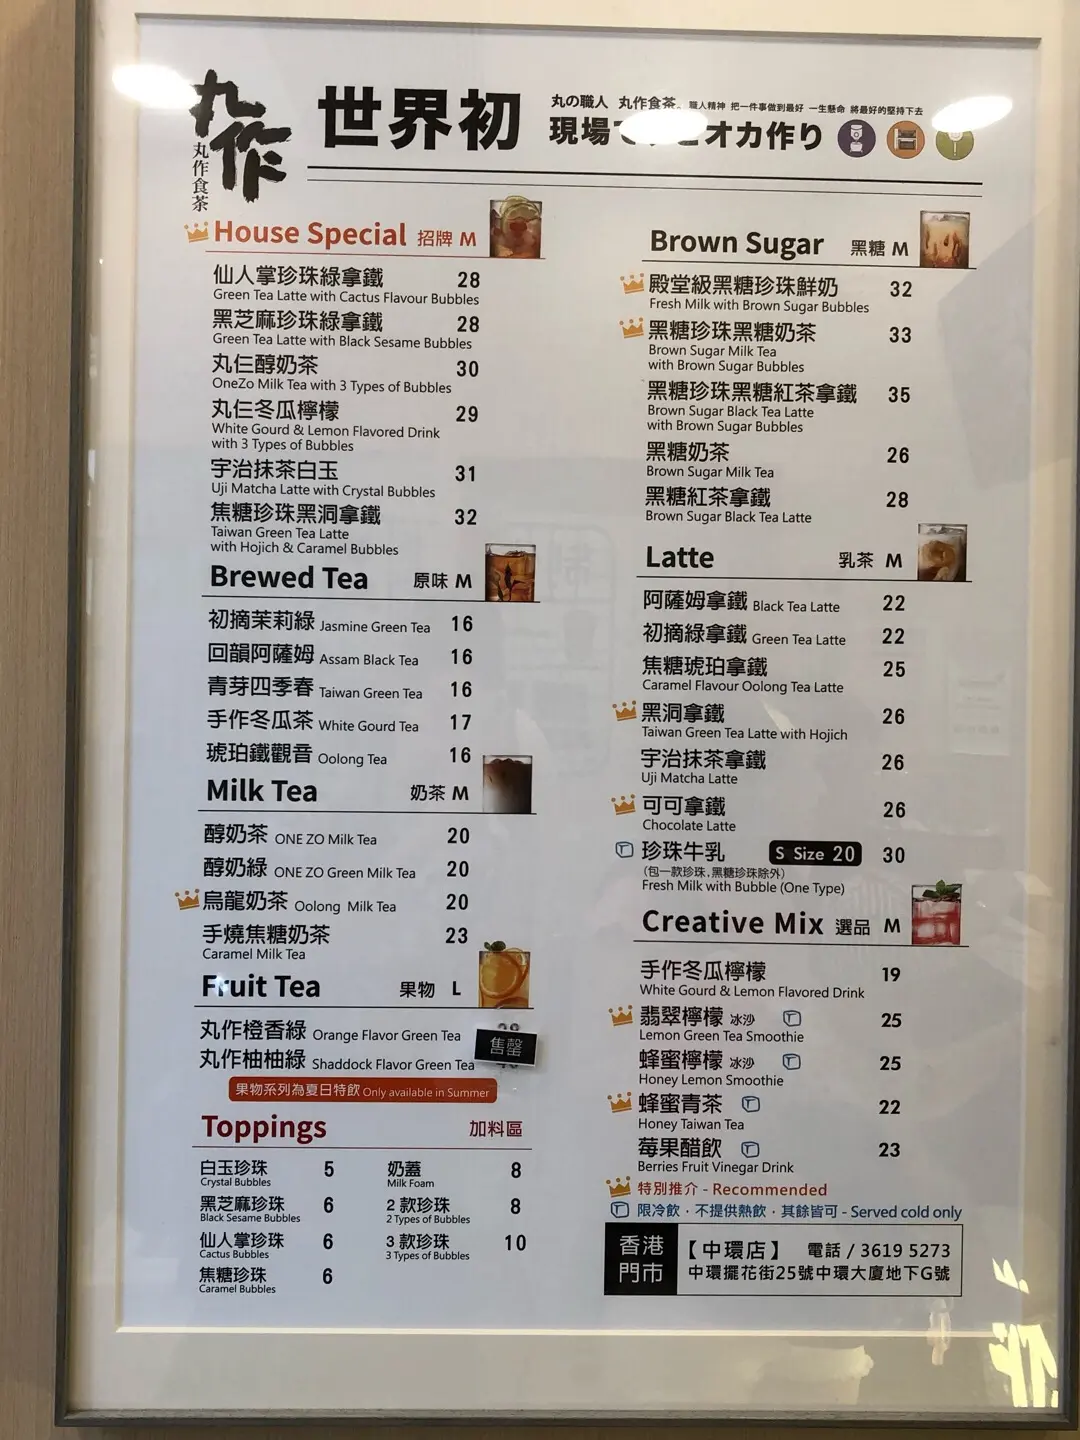 丸作
丸作食茶
世界初
丸の職人 丸作食茶。 職人精神 把一件事做到最好 一生懸命 將最好的堅持下去
現場 オカ作り
House Special 招牌 M
仙人掌珍珠綠拿鐵 28
Green Tea Latte with Cactus Flavour Bubbles
黑芝麻珍珠綠拿鐵 28
Green Tea Latte with Black Sesame Bubbles
丸仨醇奶茶 30
OneZo Milk Tea with 3 Types of Bubbles
丸仨冬瓜檸檬 29
White Gourd & Lemon Flavored Drink
with 3 Types of Bubbles
宇治抹茶白玉 31
Uji Matcha Latte with Crystal Bubbles
焦糖珍珠黑洞拿鐵 32
Taiwan Green Tea Latte
with Hojich & Caramel Bubbles
Brewed Tea 原味 M
初摘茉莉綠 Jasmine Green Tea 16
回韻阿薩姆 Assam Black Tea 16
青芽四季春 Taiwan Green Tea 16
手作冬瓜茶 White Gourd Tea 17
琥珀鐵觀音 Oolong Tea 16
Milk Tea 奶茶 M
醇奶茶 ONE ZO Milk Tea 20
醇奶綠 ONE ZO Green Milk Tea 20
烏龍奶茶 Oolong Milk Tea 20
手燒焦糖奶茶 23
Caramel Milk Tea
Fruit Tea 果物 L
丸作橙香綠 Orange Flavor Green Tea
丸作柚柚綠 Shaddock Flavor Green Tea
售罄
果物系列為夏日特飲 Only available in Summer
Toppings 加料區
白玉珍珠 5
Crystal Bubbles
黑芝麻珍珠 6
Black Sesame Bubbles
仙人掌珍珠 6
Cactus Bubbles
焦糖珍珠 6
Caramel Bubbles
奶蓋 8
Milk Foam
2 款珍珠 8
2 Types of Bubbles
3 款珍珠 10
3 Types of Bubbles
Brown Sugar 黑糖 M
殿堂級黑糖珍珠鮮奶 32
Fresh Milk with Brown Sugar Bubbles
黑糖珍珠黑糖奶茶 33
Brown Sugar Milk Tea
with Brown Sugar Bubbles
黑糖珍珠黑糖紅茶拿鐵 35
Brown Sugar Black Tea Latte
with Brown Sugar Bubbles
黑糖奶茶 26
Brown Sugar Milk Tea
黑糖紅茶拿鐵 28
Brown Sugar Black Tea Latte
Latte 乳茶 M
阿薩姆拿鐵 Black Tea Latte 22
初摘綠拿鐵 Green Tea Latte 22
焦糖琥珀拿鐵 25
Caramel Flavour Oolong Tea Latte
黑洞拿鐵 26
Taiwan Green Tea Latte with Hojich
宇治抹茶拿鐵 26
Uji Matcha Latte
可可拿鐵 26
Chocolate Latte
珍珠牛乳 S Size 20 30
(包一款珍珠,黑糖珍珠除外)
Fresh Milk with Bubble (One Type)
Creative Mix 選品 M
手作冬瓜檸檬 19
White Gourd & Lemon Flavored Drink
翡翠檸檬 冰沙 25
Lemon Green Tea Smoothie
蜂蜜檸檬 冰沙 25
Honey Lemon Smoothie
蜂蜜青茶 22
Honey Taiwan Tea
莓果醋飲 23
Berries Fruit Vinegar Drink
特別推介 - Recommended
限冷飲﹒不提供熱飲﹒其餘皆可 - Served cold only
香港
門市
【中環店】 電話 / 3619 5273
中環擺花街25號中環大廈地下G號